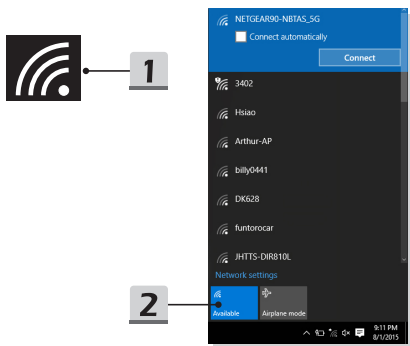 1
NETGEAR90-NBTAS_5G
Connect automatically
Connect
3402
Hsiao
Arthur-AP
billy0441
DK628
funtorocar
JHTTS-DIR810L
Network settings
2
Available
Airplane mode
9:11 PM
8/1/2015